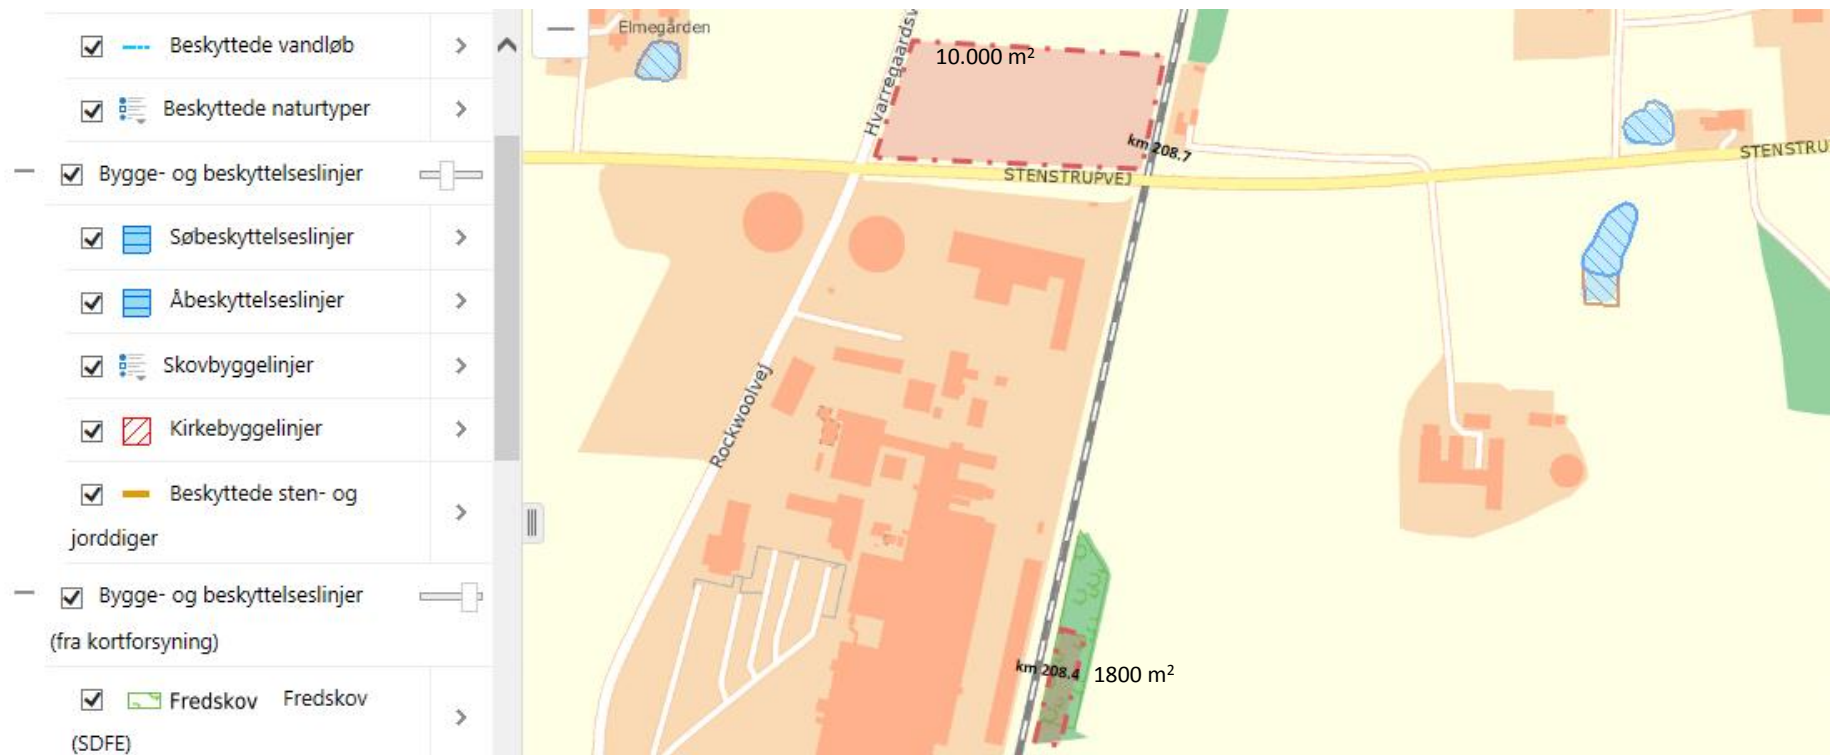 Beskyttede vandløb
Beskyttede naturtyper
Bygge- og beskyttelseslinjer
Søbeskyttelseslinjer
Åbeskyttelseslinjer
Skovbyggelinjer
Kirkebyggelinjer
Beskyttede sten- og
jorddiger
Bygge- og beskyttelseslinjer
(fra kortforsyning)
Fredskov Fredskov
(SDFE)
Elmegården
10.000 m²
Hvarregaardsv
km 208.7
STENSTRUPVEJ
STENSTRU
Rockwoolvej
km 208.4
1800 m²